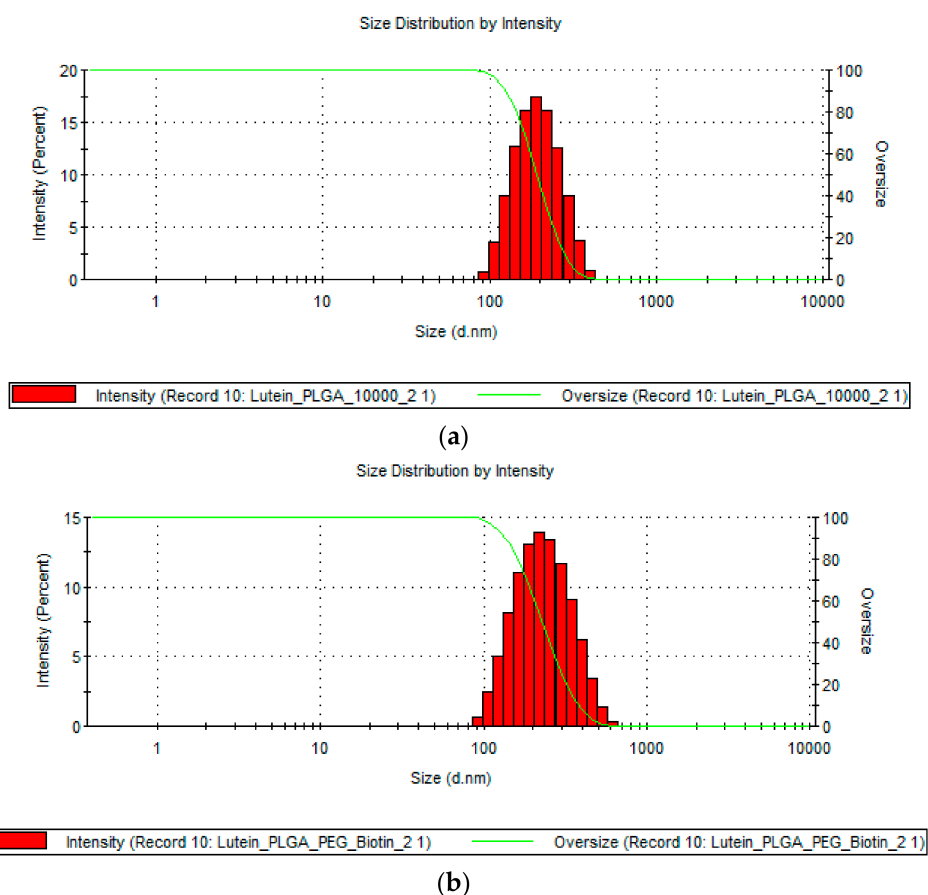 Size Distribution by Intensity
20
15
10
5
0
Intensity (Percent)
100
80
60
40
20
0
Oversize
1 10 100 1000 10000
Size (d.nm)
Intensity (Record 10: Lutein_PLGA_10000_2 1) Oversize (Record 10: Lutein_PLGA_10000_2 1)
(a)
Size Distribution by Intensity
15
10
5
0
Intensity (Percent)
100
80
60
40
20
0
Oversize
1 10 100 1000 10000
Size (d.nm)
Intensity (Record 10: Lutein_PLGA_PEG_Biotin_2 1) Oversize (Record 10: Lutein_PLGA_PEG_Biotin_2 1)
(b)